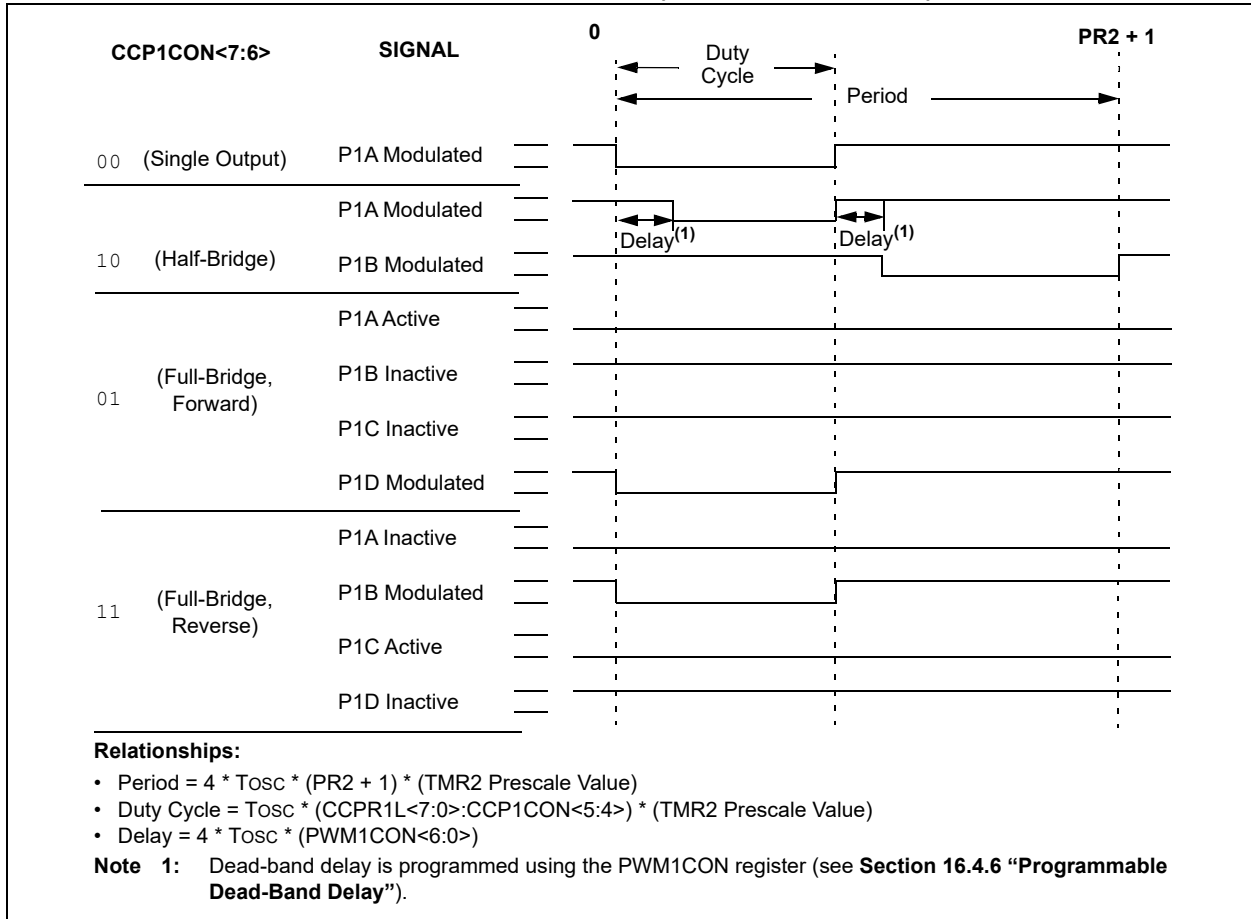 CCP1CON<7:6>
SIGNAL
0
PR2 + 1
Duty
Cycle
Period
00 (Single Output)
P1A Modulated
P1A Modulated
Delay(1)
Delay(1)
10 (Half-Bridge)
P1B Modulated
P1A Active
01 (Full-Bridge,
Forward)
P1B Inactive
P1C Inactive
P1D Modulated
P1A Inactive
11 (Full-Bridge,
Reverse)
P1B Modulated
P1C Active
P1D Inactive
Relationships:
• Period = 4 * TOSC * (PR2 + 1) * (TMR2 Prescale Value)
• Duty Cycle = TOSC * (CCPR1L<7:0>:CCP1CON<5:4>) * (TMR2 Prescale Value)
• Delay = 4 * TOSC * (PWM1CON<6:0>)
Note 1: Dead-band delay is programmed using the PWM1CON register (see Section 16.4.6 “Programmable
Dead-Band Delay”).